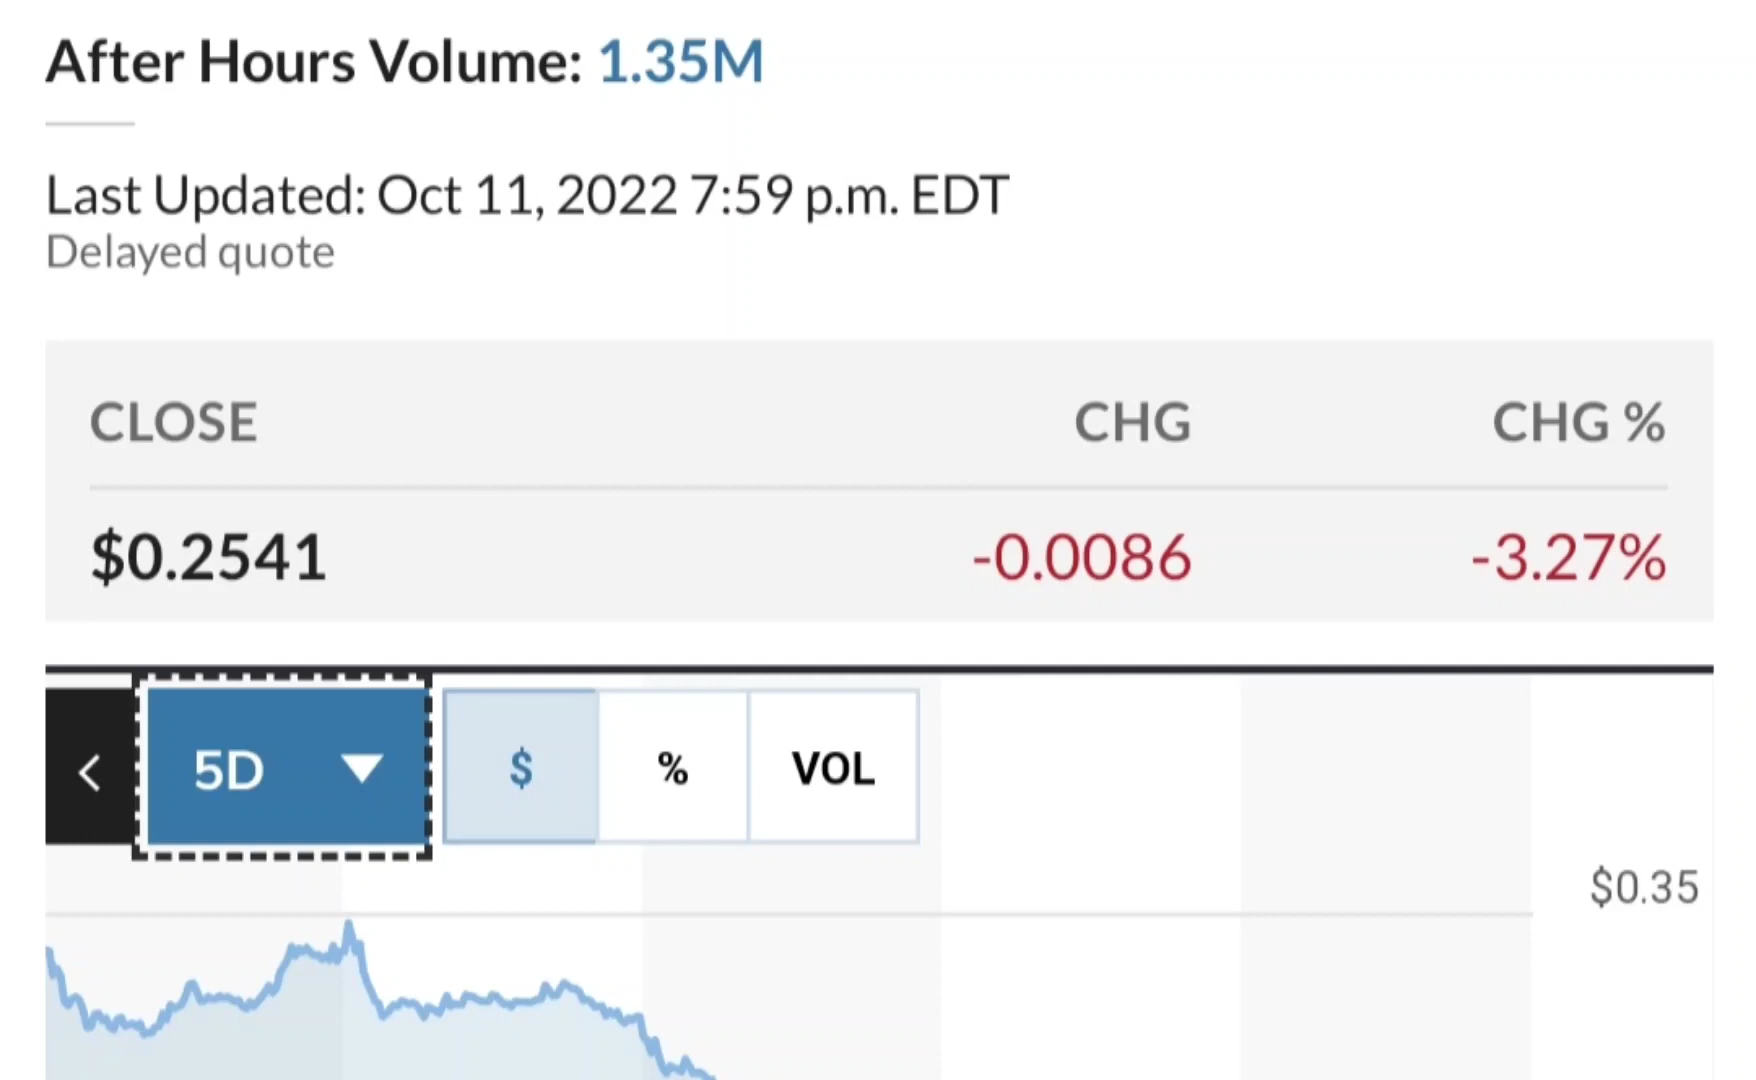 After Hours Volume: 1.35M
Last Updated: Oct 11, 2022 7:59 p.m. EDT
Delayed quote
CLOSE CHG CHG %
$0.2541 -0.0086 -3.27%
5D $ % VOL
$0.35